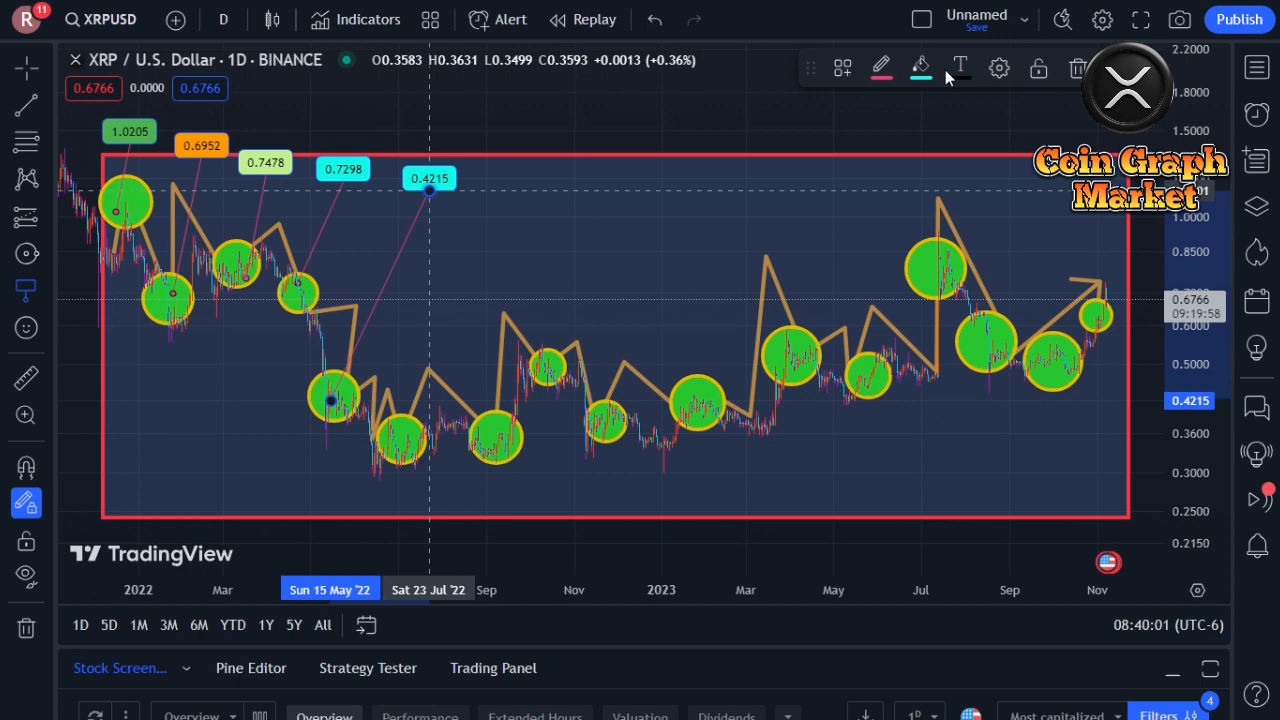 R 11 XRPUSD D Indicators Alert Replay Unnamed Save Publish
XRP / U.S. Dollar · 1D · BINANCE O0.3583 H0.3631 L0.3499 C0.3593 +0.0013 (+0.36%)
0.6766 0.0000 0.6766
T
2.2000
1.8000
1.5000
Coin Graph
Market
1.0205
0.6952
0.7478
0.7298
0.4215
01
1.0000
0.8500
0.6766
09:19:58
0.6000
0.5000
0.4215
0.3600
0.3000
0.2500
0.2150
TradingView
2022 Mar Sun 15 May '22 Sat 23 Jul '22 Sep Nov 2023 Mar May Jul Sep Nov
1D 5D 1M 3M 6M YTD 1Y 5Y All 08:40:01 (UTC-6)
Stock Screen... Pine Editor Strategy Tester Trading Panel
Overview Overview Performance Extended Hours Valuation Dividends 1D Most capitalized Filters 4